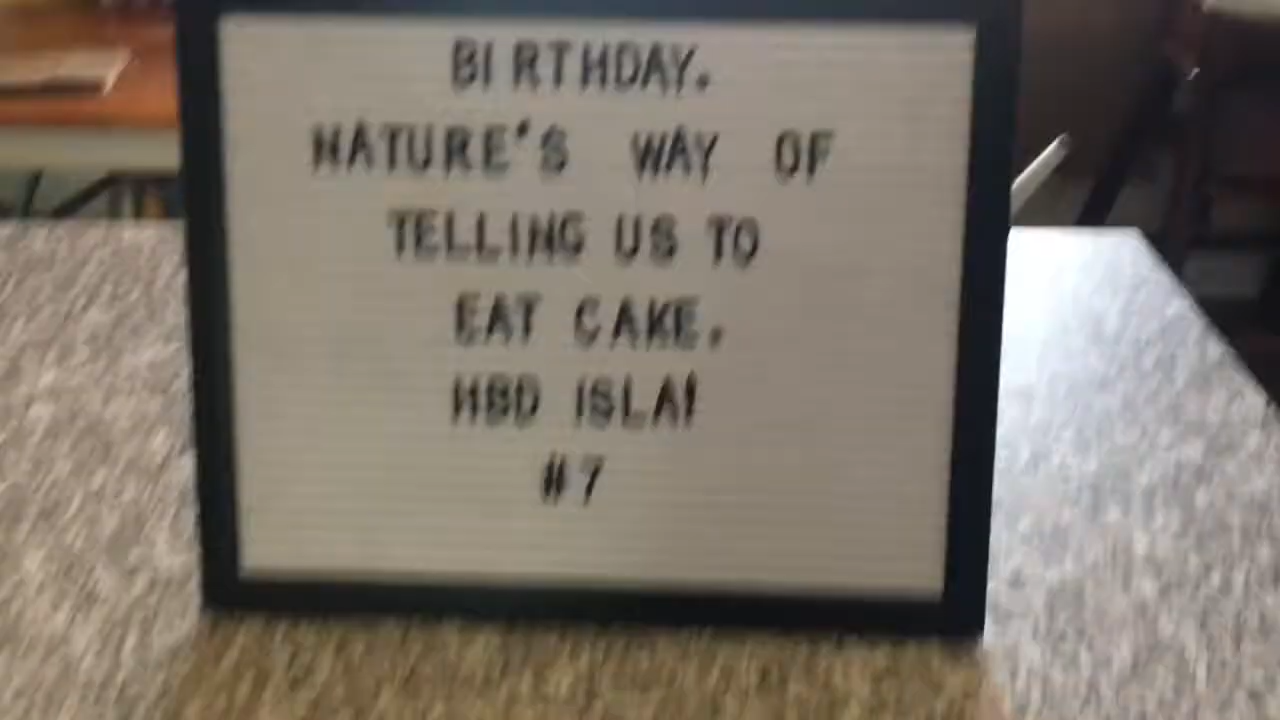 BIRTHDAY.
NATURE'S WAY OF
TELLING US TO
EAT CAKE.
HBD ISLA!
#7